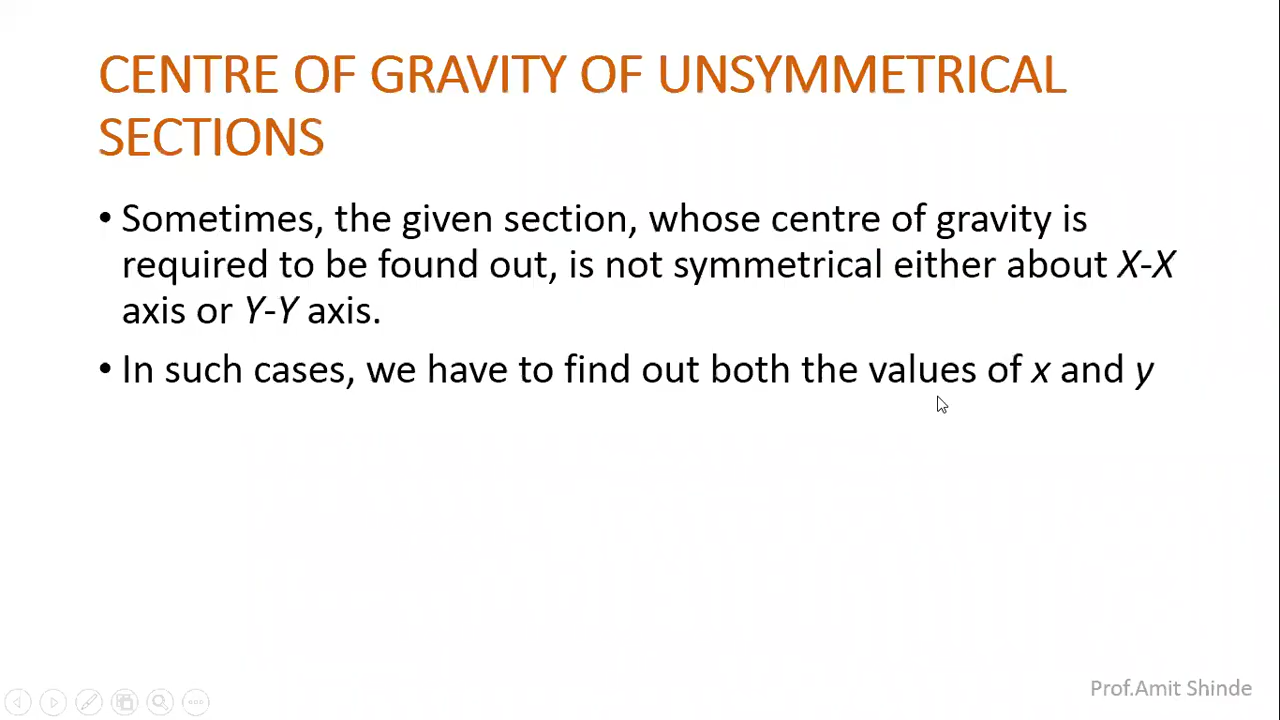 CENTRE OF GRAVITY OF UNSYMMETRICAL
SECTIONS
• Sometimes, the given section, whose centre of gravity is
required to be found out, is not symmetrical either about X-X
axis or Y-Y axis.
• In such cases, we have to find out both the values of x and y
Prof.Amit Shinde